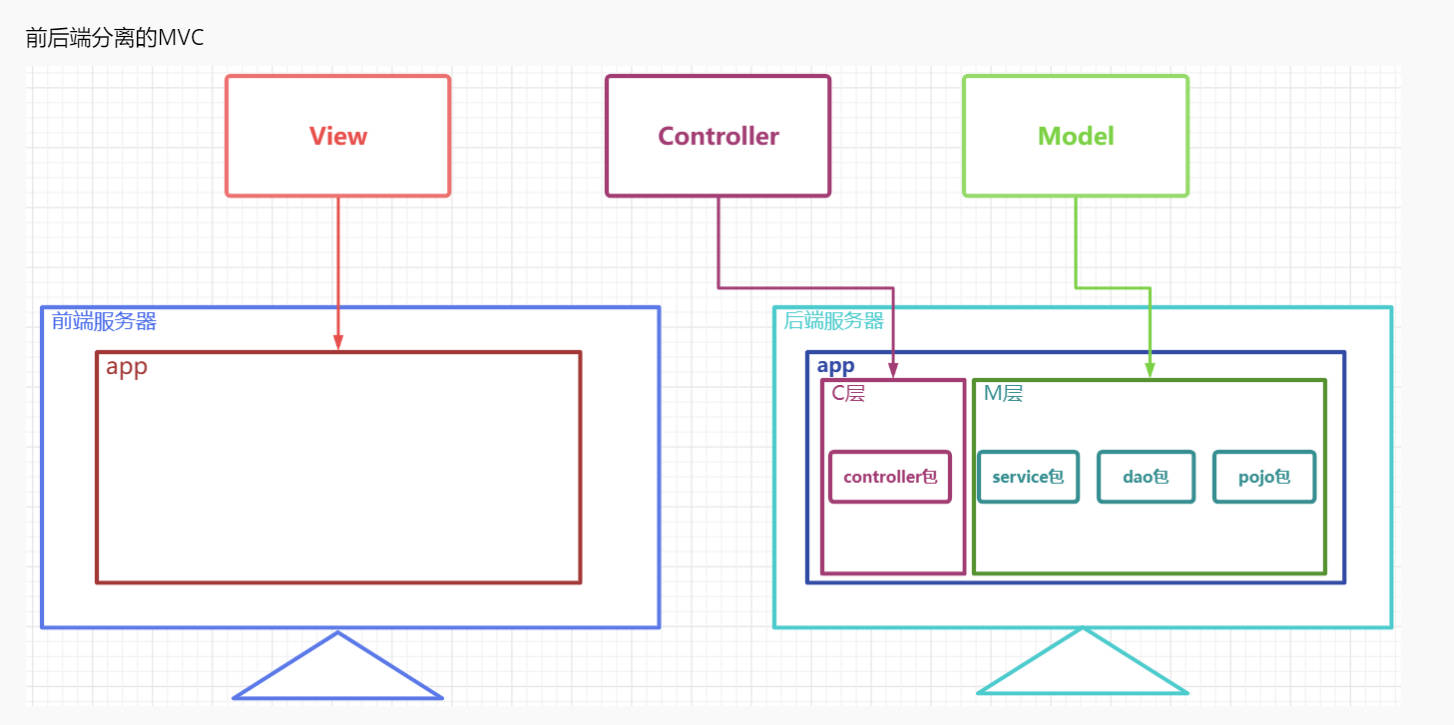 前后端分离的MVC
View
Controller
Model
前端服务器
后端服务器
app
app
C层
M层
controller包
service包
dao包
pojo包